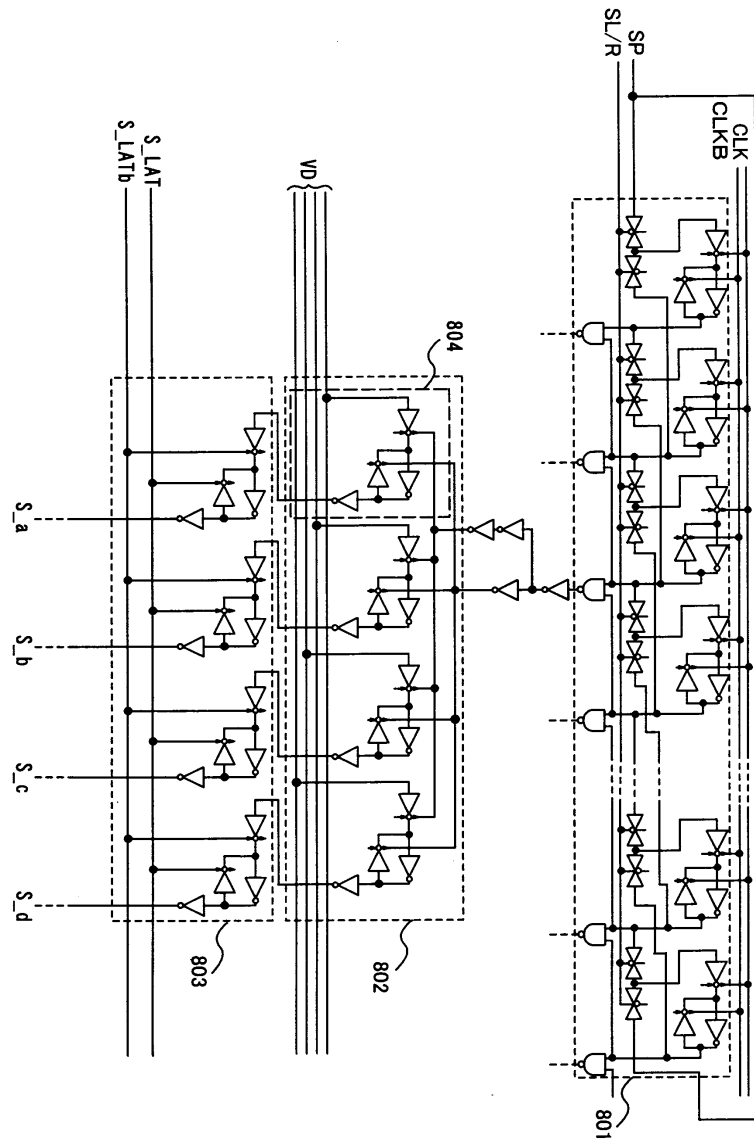 CLK
CLKB
SP
SL/R
801
VD
804
802
S_LAT
S_LATb
803
S_a
S_b
S_c
S_d